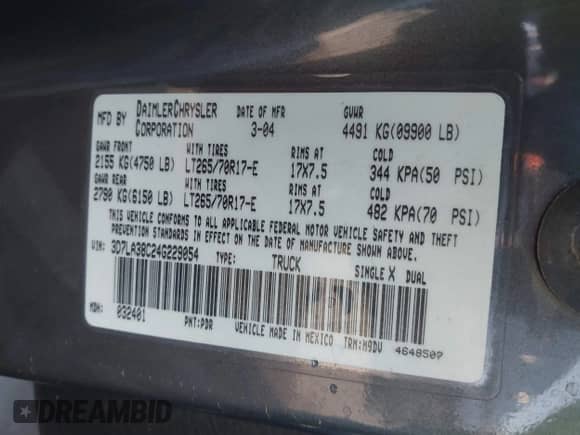 MFD BY DAIMLERCHRYSLER CORPORATION DATE OF MFR 3-04 GVWR 4491 KG(09900 LB)
GAWR FRONT WITH TIRES RIMS AT COLD
2155 KG(4750 LB) LT265/70R17-E 17X7.5 344 KPA(50 PSI)
GAWR REAR WITH TIRES RIMS AT COLD
2790 KG(6150 LB) LT265/70R17-E 17X7.5 482 KPA(70 PSI)
THIS VEHICLE CONFORMS TO ALL APPLICABLE FEDERAL MOTOR VEHICLE SAFETY AND THEFT
STANDARDS IN EFFECT ON THE DATE OF MANUFACTURE SHOWN ABOVE.
VIN: 3D7LA38C24G229054 TYPE: TRUCK SINGLE X DUAL
MDH: 032401 PNT:PDR VEHICLE MADE IN MEXICO TRM:M9DV 4648507
DREAMBID